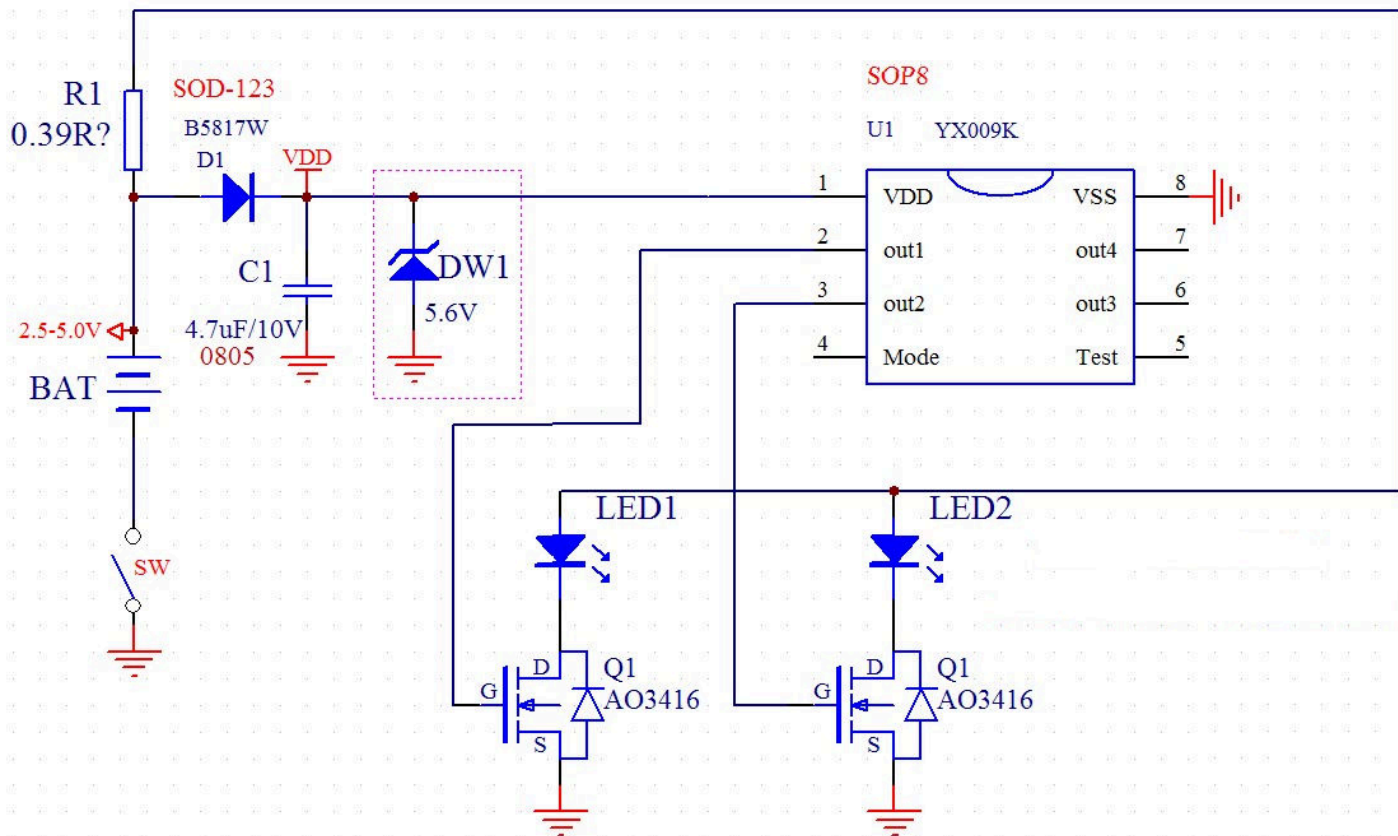 R1
0.39R?
SOD-123
B5817W
D1
VDD
C1
4.7uF/10V
0805
DW1
5.6V
2.5-5.0V
BAT
SW
SOP8
U1 YX009K
1 VDD VSS 8
2 out1 out4 7
3 out2 out3 6
4 Mode Test 5
LED1
LED2
D Q1
G AO3416
S
D Q1
G AO3416
S